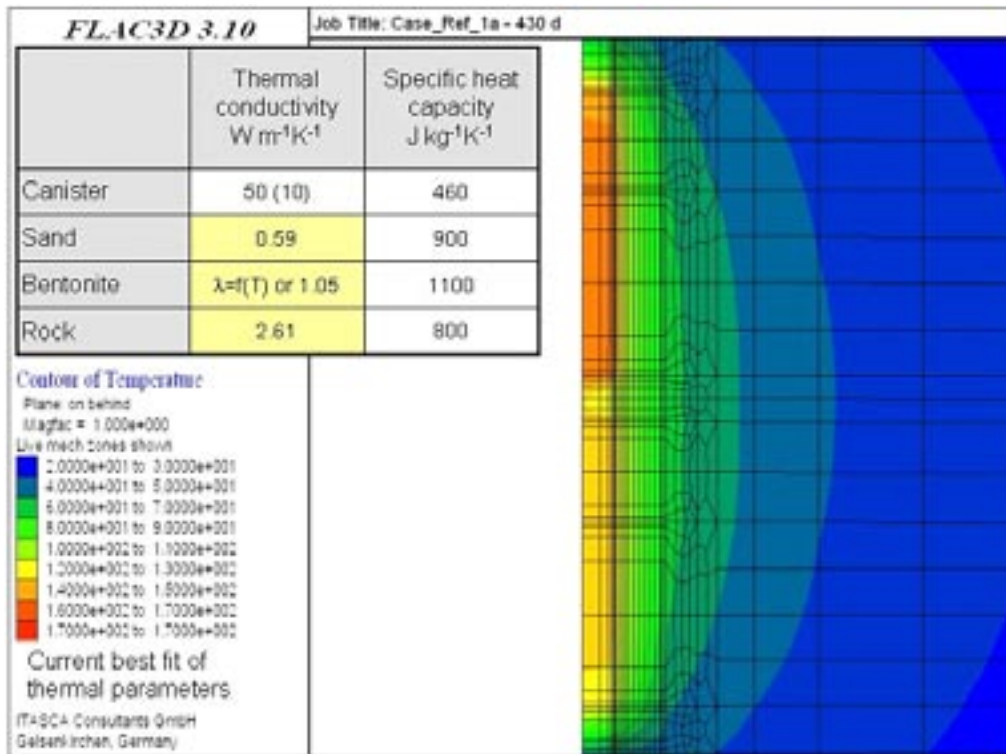 FLAC3D 3.10
Job Title: Case_Ref_1a - 430 d
Thermal conductivity W m⁻¹K⁻¹
Specific heat capacity J kg⁻¹K⁻¹
Canister 50 (10) 460
Sand 0.59 900
Bentonite λ=f(T) or 1.05 1100
Rock 2.61 800
Contour of Temperature
Plane: on behind
Magfac = 1.000e+000
Live mech zones shown
2.0000e+001 to 3.0000e+001
4.0000e+001 to 5.0000e+001
6.0000e+001 to 7.0000e+001
8.0000e+001 to 9.0000e+001
1.0000e+002 to 1.1000e+002
1.2000e+002 to 1.3000e+002
1.4000e+002 to 1.5000e+002
1.6000e+002 to 1.7000e+002
1.7000e+002 to 1.7000e+002
Current best fit of
thermal parameters
ITASCA Consultants GmbH
Gelsenkirchen, Germany